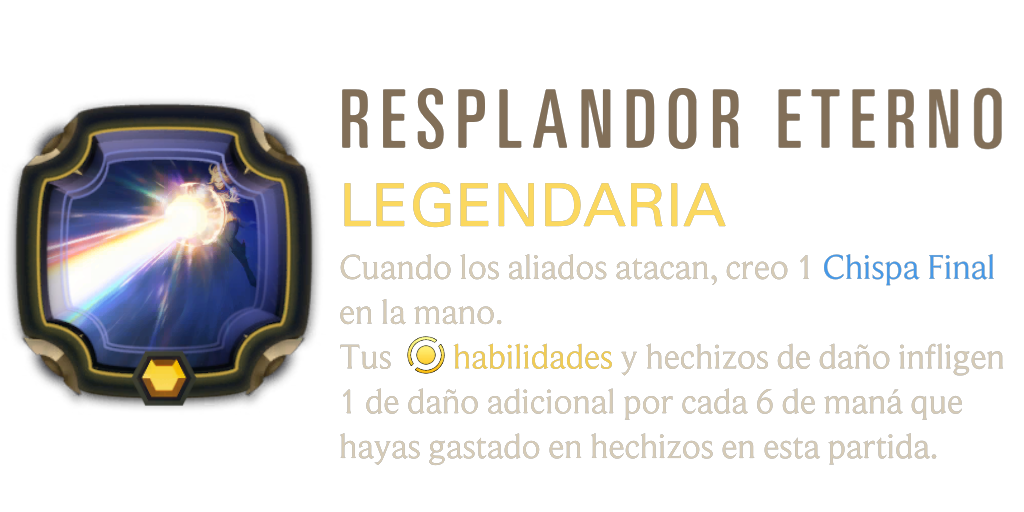 RESPLANDOR ETERNO
LEGENDARIA
Cuando los aliados atacan, creo 1 Chispa Final
en la mano.
Tus habilidades y hechizos de daño infligen
1 de daño adicional por cada 6 de maná que
hayas gastado en hechizos en esta partida.